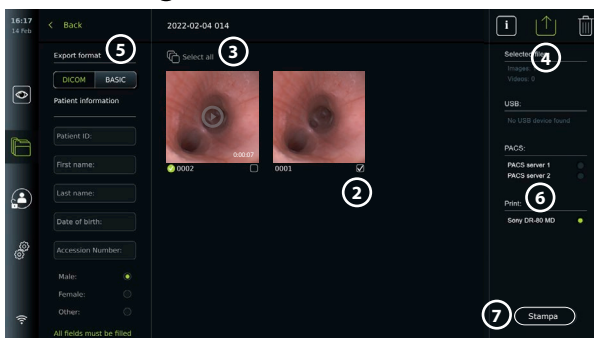 16:17
14 Feb
Back
2022-02-04 014
i
Export format
5
DICOM
BASIC
Patient information
Patient ID:
First name:
Last name:
Date of birth:
Accession Number:
Male:
Female:
Other:
All fields must be filled
Select all
3
0:00:07
0002
0001
2
4
Images:
Videos: 0
USB:
No USB device found
PACS:
PACS server 1
PACS server 2
6
Print:
Sony DR-80 MD
7
Stampa